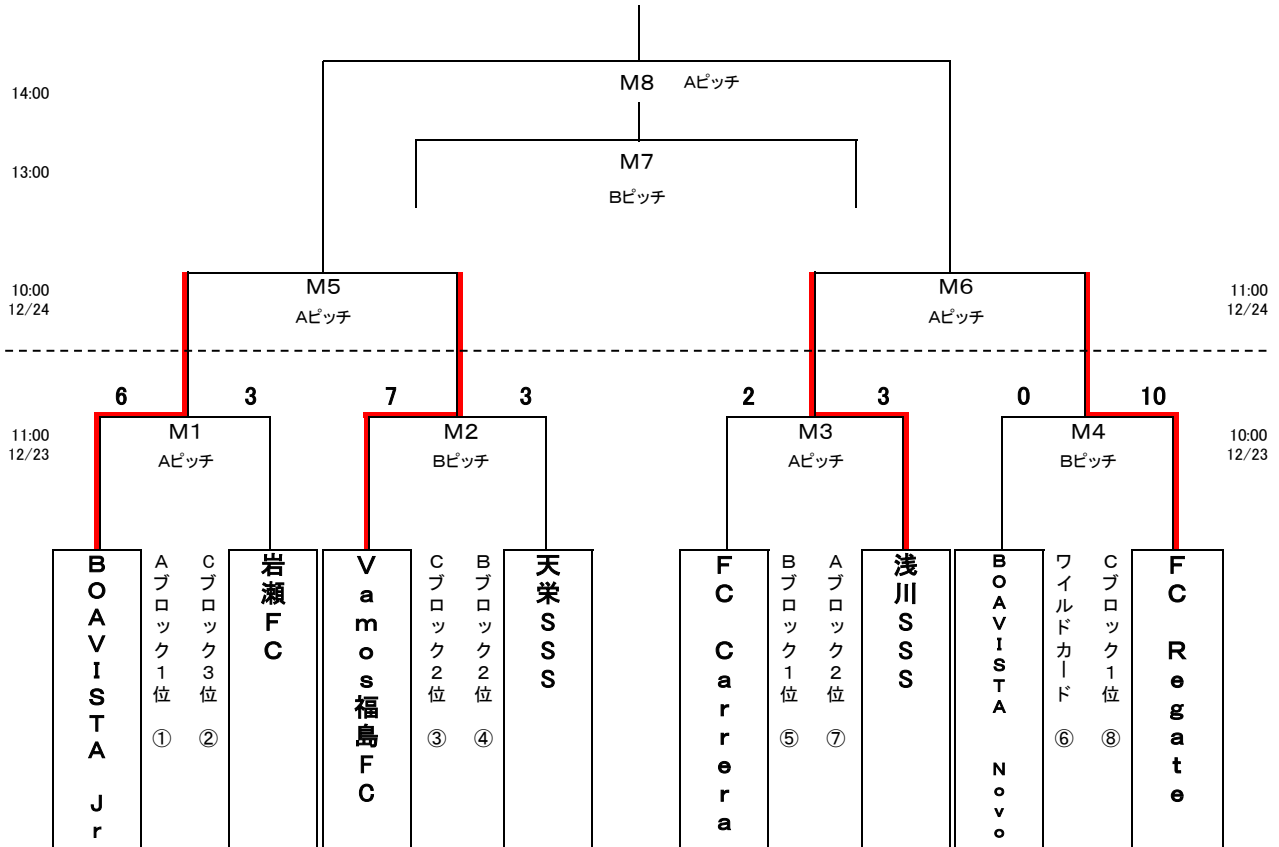 14:00
M8 Aピッチ
13:00
M7
Bピッチ
10:00
12/24
M5
Aピッチ
M6
Aピッチ
11:00
12/24
6 3 7 3 2 3 0 10
11:00
12/23
M1
Aピッチ
M2
Bピッチ
M3
Aピッチ
M4
Bピッチ
10:00
12/23
BOAVISTA Jr
Aブロック1位 ①
Cブロック3位 ②
岩瀬FC
Vamos福島FC
Cブロック2位 ③
Bブロック2位 ④
天栄SSS
FC Carrera
Bブロック1位 ⑤
Aブロック2位 ⑦
浅川SSS
BOAVISTA Novo
ワイルドカード ⑥
Cブロック1位 ⑧
FC Regate